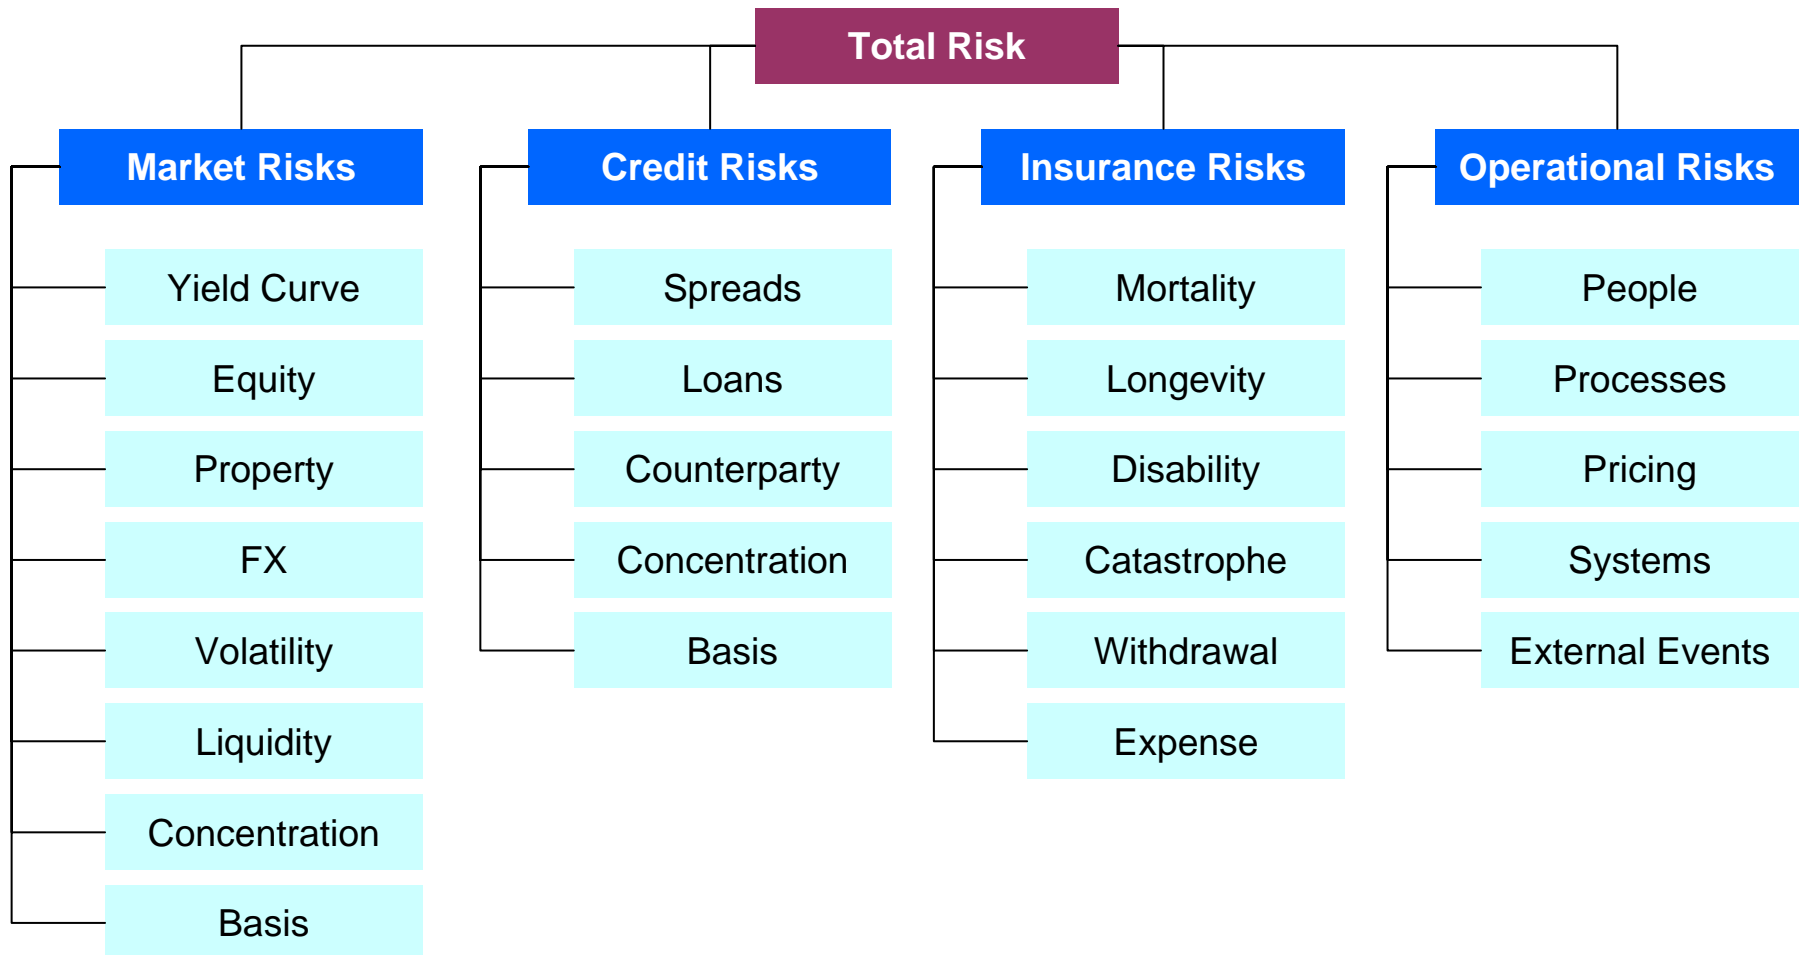 Total Risk
Market Risks
Yield Curve
Equity
Property
FX
Volatility
Liquidity
Concentration
Basis
Credit Risks
Spreads
Loans
Counterparty
Concentration
Basis
Insurance Risks
Mortality
Longevity
Disability
Catastrophe
Withdrawal
Expense
Operational Risks
People
Processes
Pricing
Systems
External Events